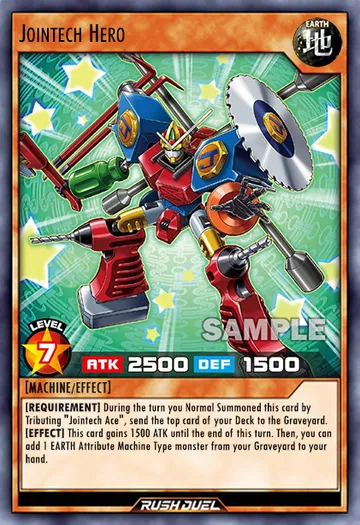 Jointech Hero
EARTH
地
SAMPLE
LEVEL
7
ATK 2500 DEF 1500
[MACHINE/EFFECT]
[REQUIREMENT] During the turn you Normal Summoned this card by
Tributing "Jointech Ace", send the top card of your Deck to the Graveyard.
[EFFECT] This card gains 1500 ATK until the end of this turn. Then, you can
add 1 EARTH Attribute Machine Type monster from your Graveyard to your
hand.
RUSH DUEL